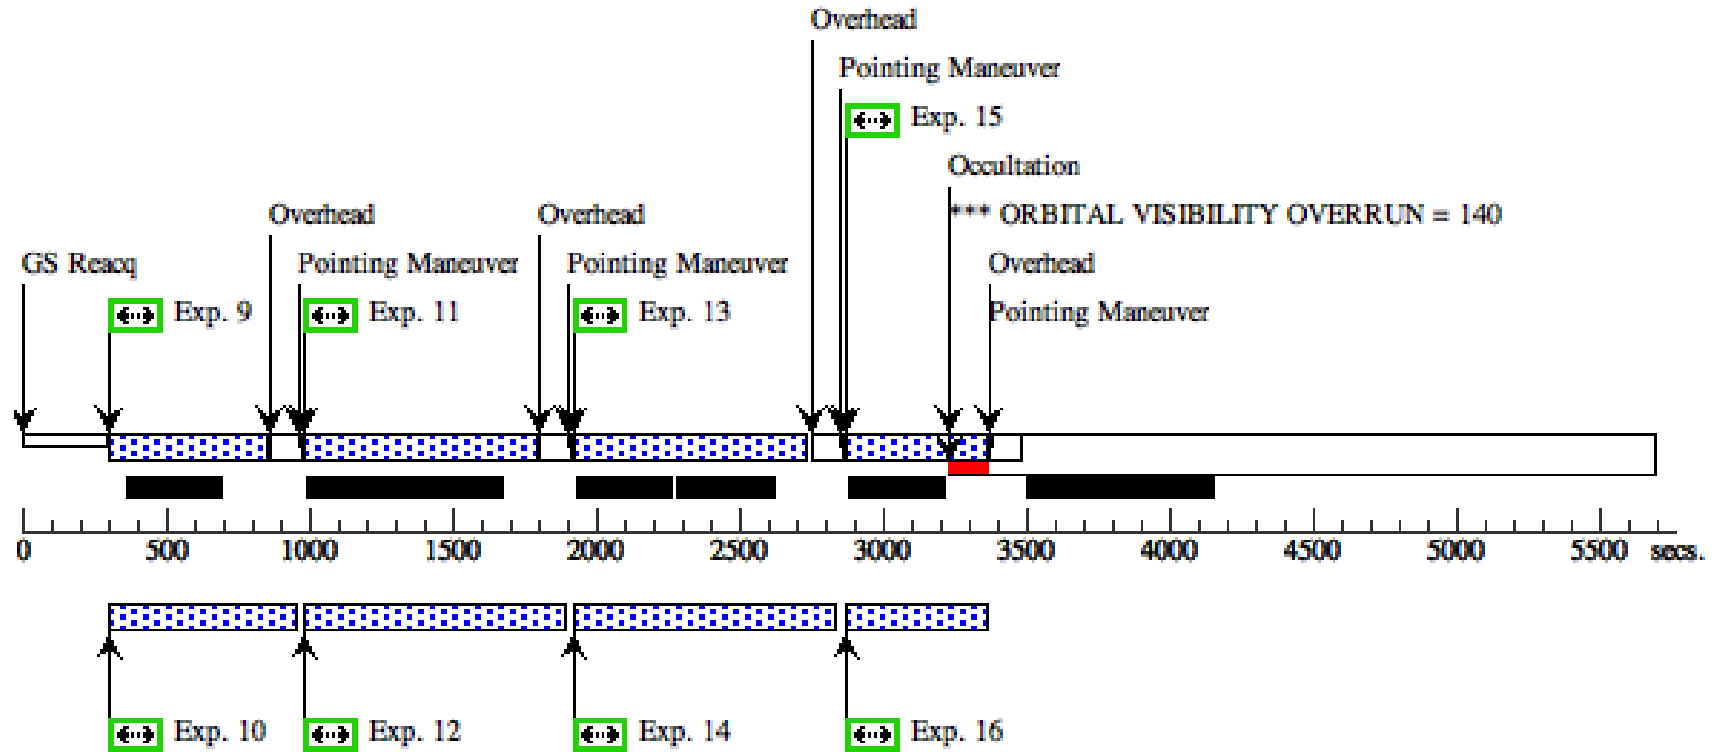 Overhead
Pointing Maneuver
Exp. 15
Occultation
Overhead Overhead *** ORBITAL VISIBILITY OVERRUN = 140
GS Reacq Pointing Maneuver Pointing Maneuver Overhead
Exp. 9 Exp. 11 Exp. 13 Pointing Maneuver
0 500 1000 1500 2000 2500 3000 3500 4000 4500 5000 5500 secs.
Exp. 10 Exp. 12 Exp. 14 Exp. 16